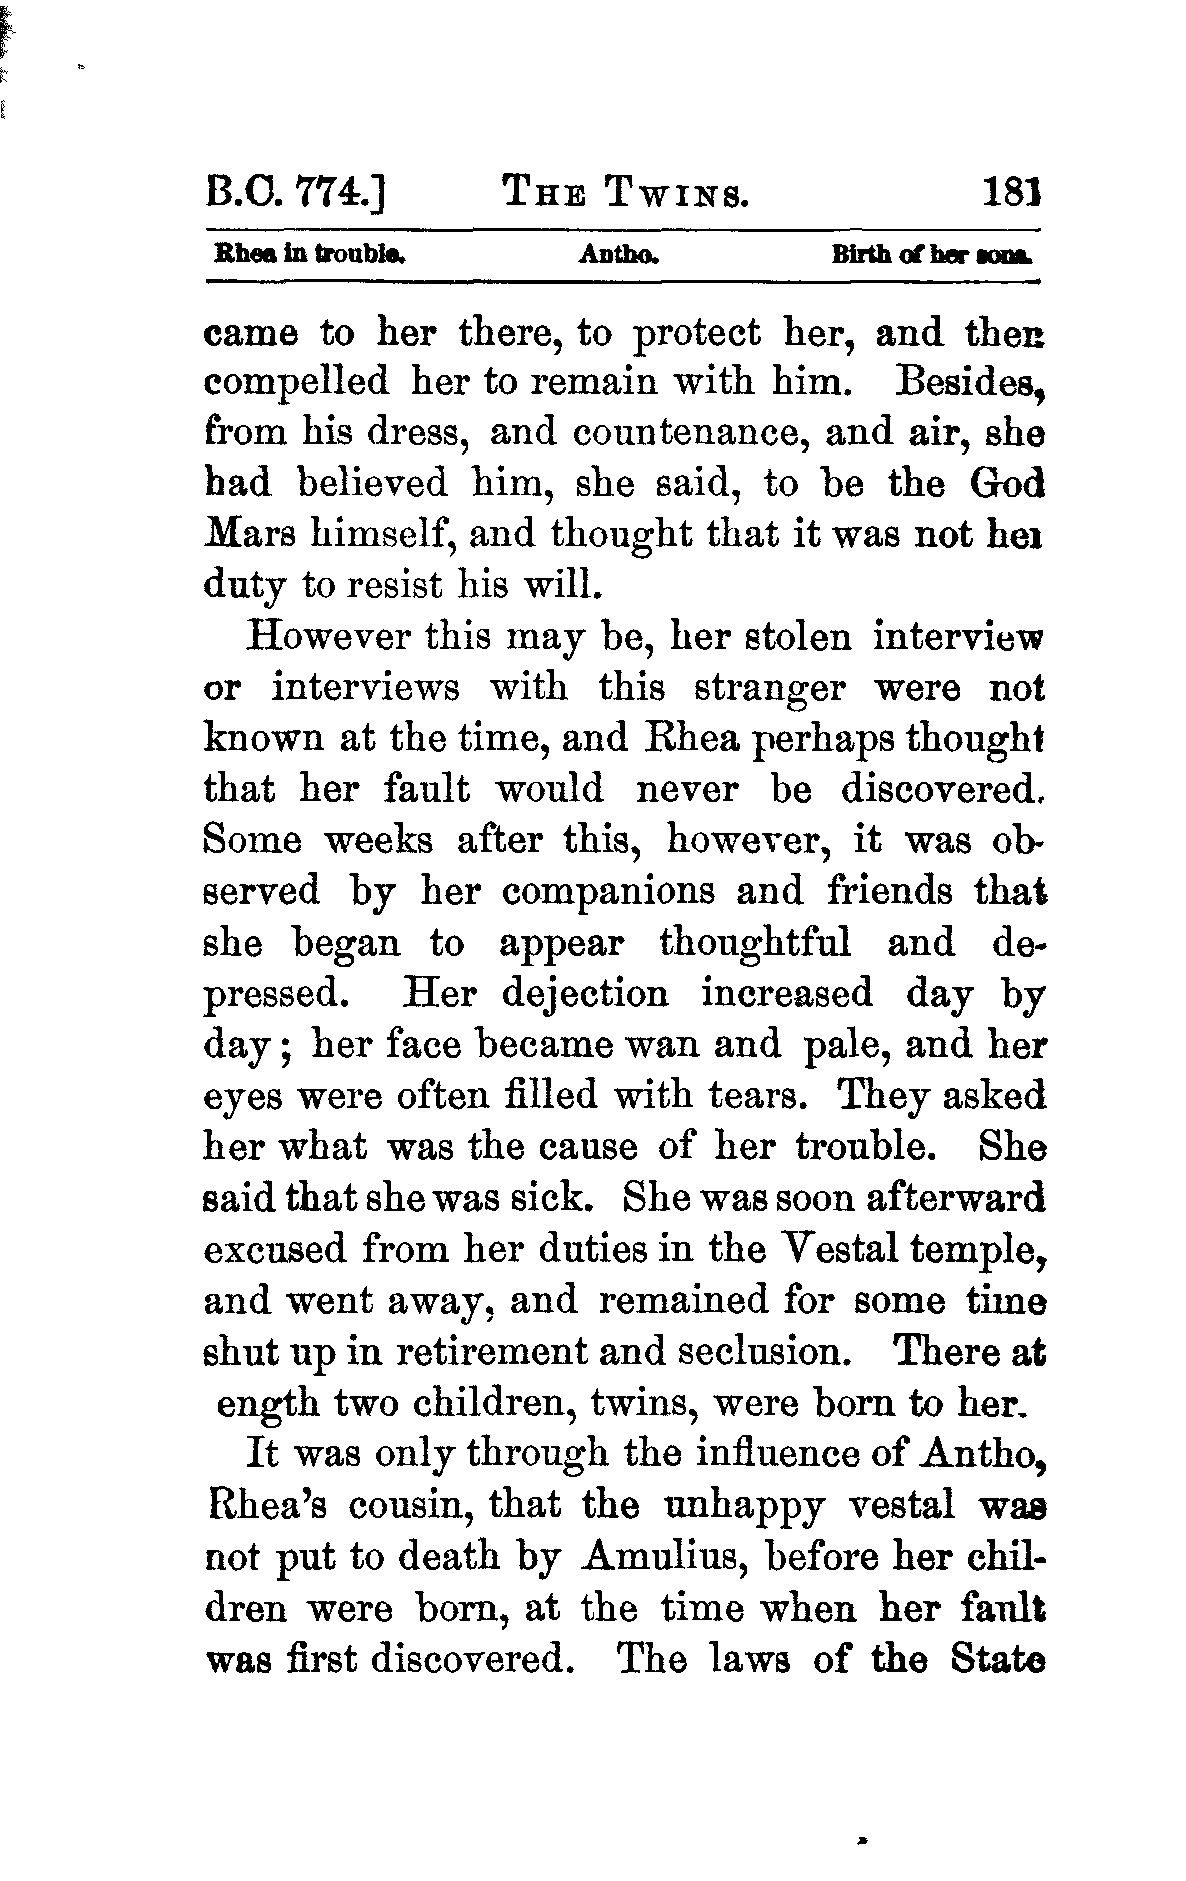 B.C. 774.] THE TWINS. 181
Rhea in trouble. Antho. Birth of her sons.
came to her there, to protect her, and then
compelled her to remain with him. Besides,
from his dress, and countenance, and air, she
had believed him, she said, to be the God
Mars himself, and thought that it was not her
duty to resist his will.
However this may be, her stolen interview
or interviews with this stranger were not
known at the time, and Rhea perhaps thought
that her fault would never be discovered.
Some weeks after this, however, it was ob-
served by her companions and friends that
she began to appear thoughtful and de-
pressed. Her dejection increased day by
day; her face became wan and pale, and her
eyes were often filled with tears. They asked
her what was the cause of her trouble. She
said that she was sick. She was soon afterward
excused from her duties in the Vestal temple,
and went away, and remained for some time
shut up in retirement and seclusion. There at
ength two children, twins, were born to her.
It was only through the influence of Antho,
Rhea's cousin, that the unhappy vestal was
not put to death by Amulius, before her chil-
dren were born, at the time when her fault
was first discovered. The laws of the State